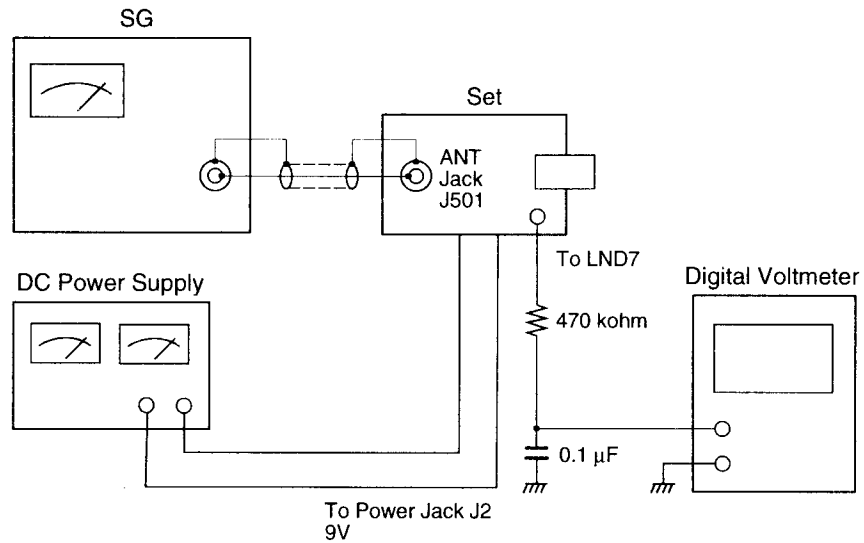 SG
Set
ANT
Jack
J501
To LND7
DC Power Supply
Digital Voltmeter
470 kohm
0.1 μF
To Power Jack J2
9V